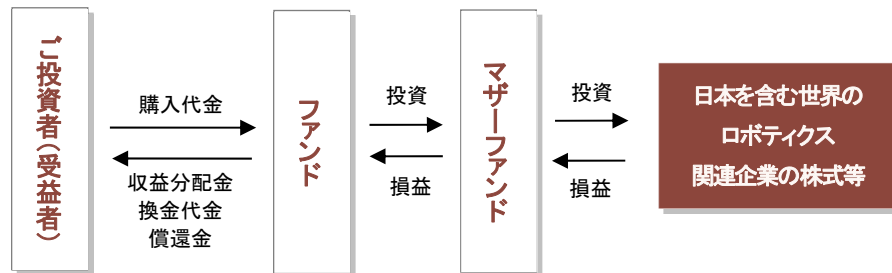 ご投資者(受益者)
購入代金
収益分配金
換金代金
償還金
ファンド
投資
損益
マザーファンド
投資
損益
日本を含む世界の
ロボティクス
関連企業の株式等